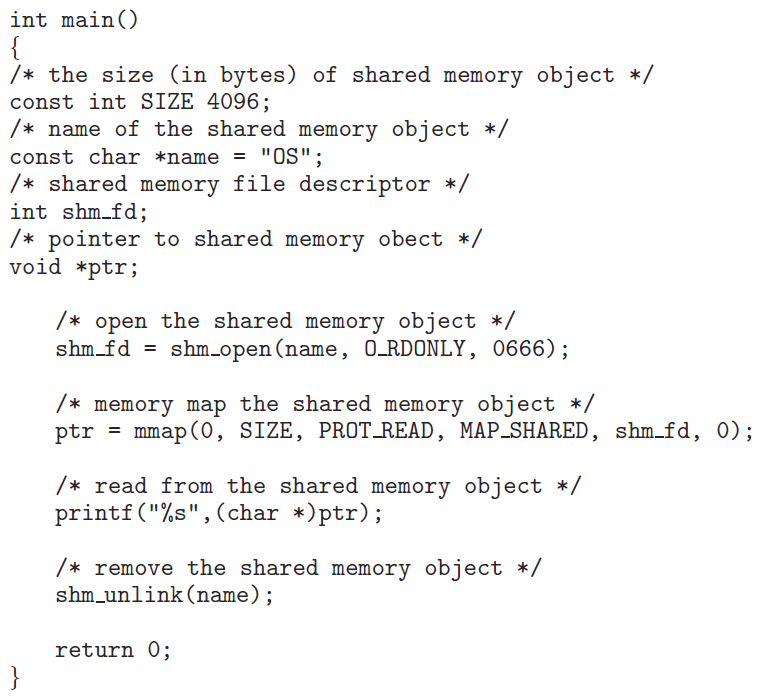 int main()
{
/* the size (in bytes) of shared memory object */
const int SIZE 4096;
/* name of the shared memory object */
const char *name = "OS";
/* shared memory file descriptor */
int shm_fd;
/* pointer to shared memory obect */
void *ptr;
/* open the shared memory object */
shm_fd = shm_open(name, O_RDONLY, 0666);
/* memory map the shared memory object */
ptr = mmap(0, SIZE, PROT_READ, MAP_SHARED, shm_fd, 0);
/* read from the shared memory object */
printf("%s",(char *)ptr);
/* remove the shared memory object */
shm_unlink(name);
return 0;
}